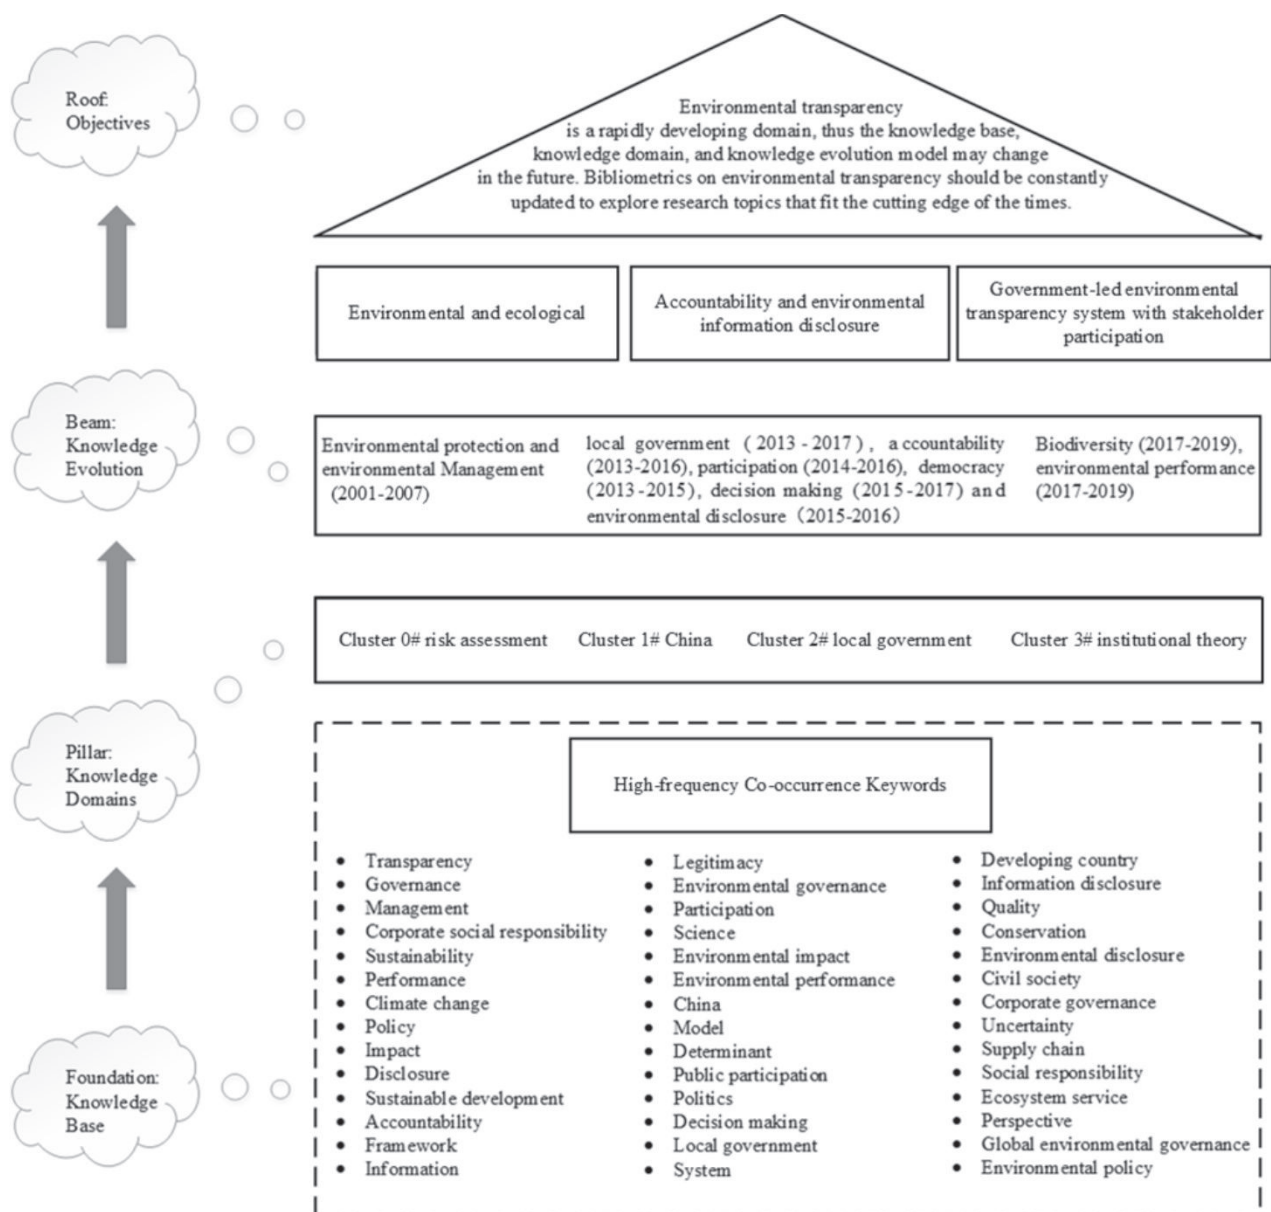 Roof:
Objectives
Environmental transparency
is a rapidly developing domain, thus the knowledge base,
knowledge domain, and knowledge evolution model may change
in the future. Bibliometrics on environmental transparency should be constantly
updated to explore research topics that fit the cutting edge of the times.
Environmental and ecological
Accountability and environmental
information disclosure
Government-led environmental
transparency system with stakeholder
participation
Beam:
Knowledge
Evolution
Environmental protection and
environmental Management
(2001-2007)
local government (2013-2017), accountability
(2013-2016), participation (2014-2016), democracy
(2013-2015), decision making (2015-2017) and
environmental disclosure (2015-2016)
Biodiversity (2017-2019),
environmental performance
(2017-2019)
Cluster 0# risk assessment
Cluster 1# China
Cluster 2# local government
Cluster 3# institutional theory
Pillar:
Knowledge
Domains
High-frequency Co-occurrence Keywords
• Transparency
• Governance
• Management
• Corporate social responsibility
• Sustainability
• Performance
• Climate change
• Policy
• Impact
• Disclosure
• Sustainable development
• Accountability
• Framework
• Information
• Legitimacy
• Environmental governance
• Participation
• Science
• Environmental impact
• Environmental performance
• China
• Model
• Determinant
• Public participation
• Politics
• Decision making
• Local government
• System
• Developing country
• Information disclosure
• Quality
• Conservation
• Environmental disclosure
• Civil society
• Corporate governance
• Uncertainty
• Supply chain
• Social responsibility
• Ecosystem service
• Perspective
• Global environmental governance
• Environmental policy
Foundation:
Knowledge
Base